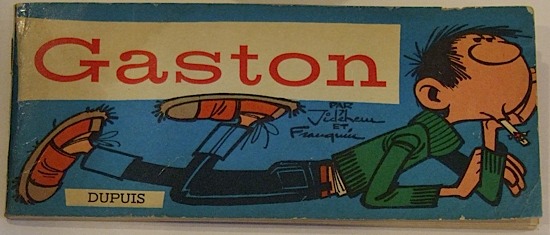 Gaston
PAR
Jidéhem
ET
Franquin
DUPUIS